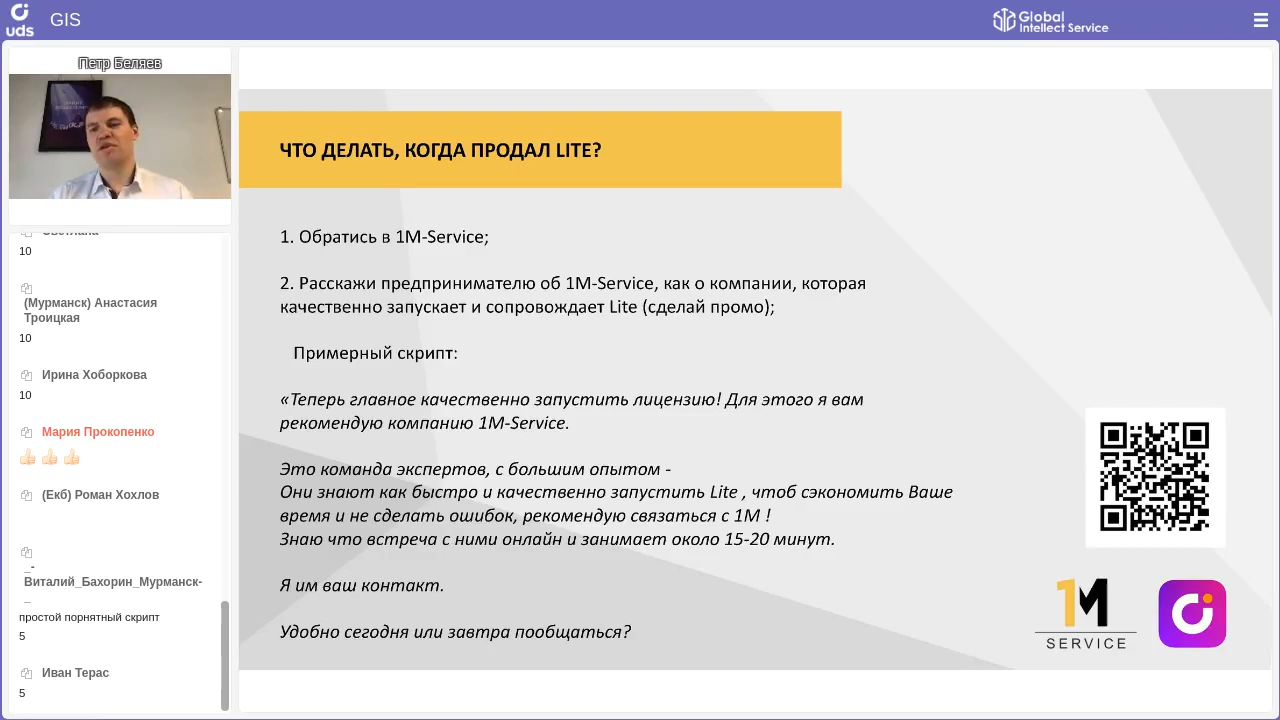 uds
GIS
Global
Intellect Service
Петр Беляев
Светлана
10
(Мурманск) Анастасия
Троицкая
10
Ирина Хоборкова
10
Мария Прокопенко
(Екб) Роман Хохлов
_-
Виталий_Бахорин_Мурманск-
_
простой порнятный скрипт
5
Иван Терас
5
ЧТО ДЕЛАТЬ, КОГДА ПРОДАЛ LITE?
1. Обратись в 1M-Service;
2. Расскажи предпринимателю об 1M-Service, как о компании, которая
качественно запускает и сопровождает Lite (сделай промо);
Примерный скрипт:
«Теперь главное качественно запустить лицензию! Для этого я вам
рекомендую компанию 1M-Service.
Это команда экспертов, с большим опытом -
Они знают как быстро и качественно запустить Lite , чтоб сэкономить Ваше
время и не сделать ошибок, рекомендую связаться с 1М !
Знаю что встреча с ними онлайн и занимает около 15-20 минут.
Я им ваш контакт.
Удобно сегодня или завтра пообщаться?
1M
SERVICE